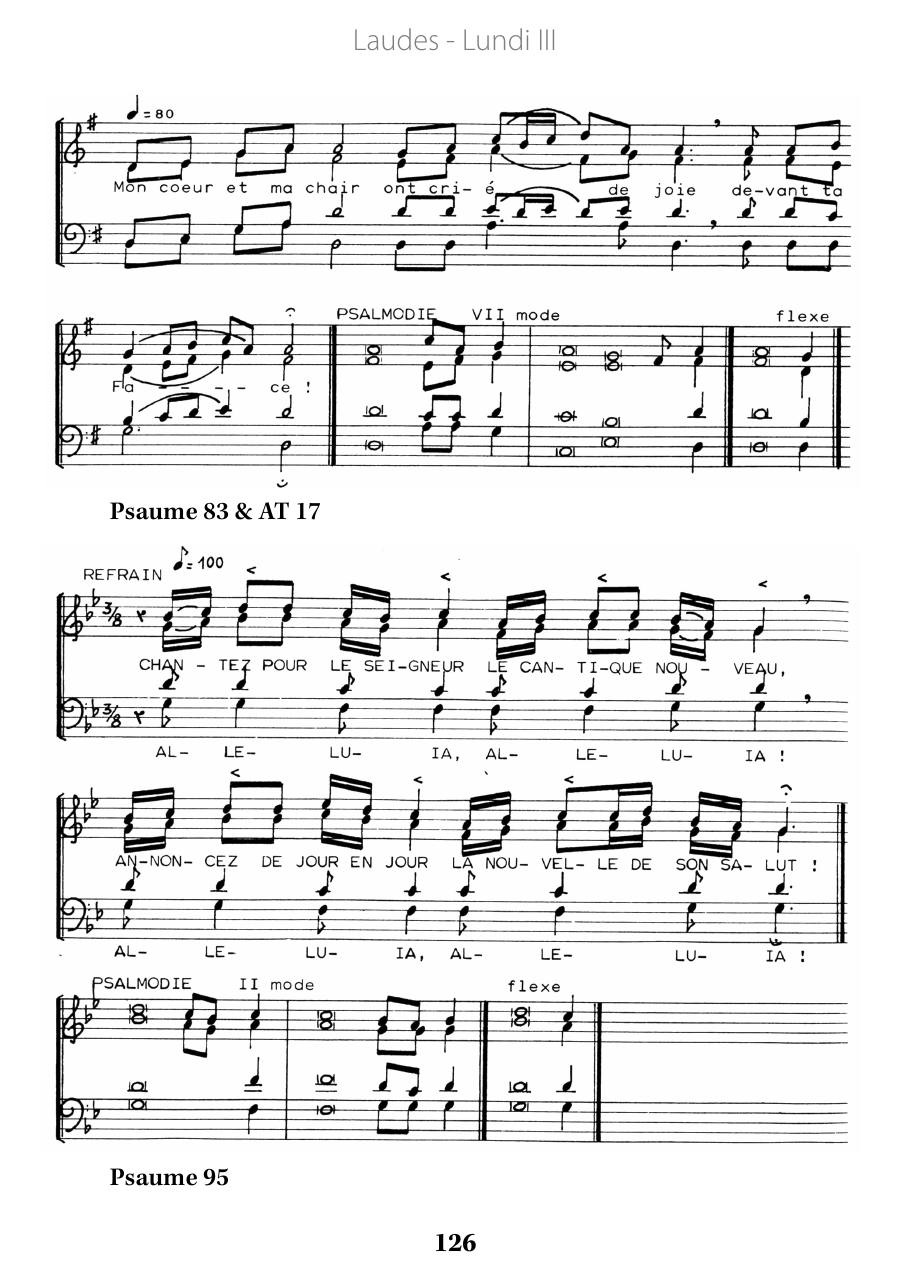 Laudes - Lundi III
= 80
Mon coeur et ma chair ont cri-é de joie de-vant ta
PSALMODIE VII mode flexe
Fa - - - - ce !
Psaume 83 & AT 17
REFRAIN = 100
3/8
CHAN - TEZ POUR LE SEI-GNEUR LE CAN- TI-QUE NOU - VEAU,
3/8
AL- LE- LU- IA, AL- LE- LU- IA !
AN-NON-CEZ DE JOUR EN JOUR LA NOU-VEL-LE DE SON SA-LUT !
AL- LE- LU- IA, AL- LE- LU- IA !
PSALMODIE II mode flexe
Psaume 95
126